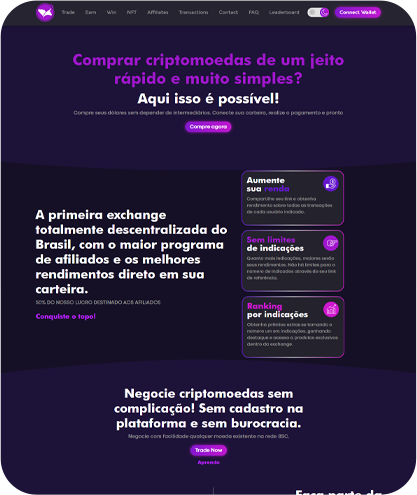 Trade Earn Win NFT Affiliates Transactions Contact FAQ Leaderboard Connect Wallet
Comprar criptomoedas de um jeito
rápido e muito simples?
Aqui isso é possível!
Compre seus dólares sem depender de intermediários. Conecte sua carteira, realize o pagamento e pronto
Compre agora
A primeira exchange
totalmente descentralizada do
Brasil, com o maior programa
de afiliados e os melhores
rendimentos direto em sua
carteira.
50% DO NOSSO LUCRO DESTINADO AOS AFILIADOS
Conquiste o topo!
Aumente
sua renda
Compartilhe seu link e obtenha
rendimento sobre todas as transações
de cada usuário indicado.
Sem limites
de indicações
Quanto mais indicações, maiores serão
seus rendimentos. Não há limites para o
número de indicados através do seu link
de referência.
Ranking
por indicações
Obtenha prêmios extras se tornando o
número um em indicações, ganhando
destaque e acesso a produtos exclusivos
dentro da exchange.
Negocie criptomoedas sem
complicação! Sem cadastro na
plataforma e sem burocracia.
Negocie com facilidade qualquer moeda existente na rede BSC.
Trade Now
Aprenda
Faça parte da